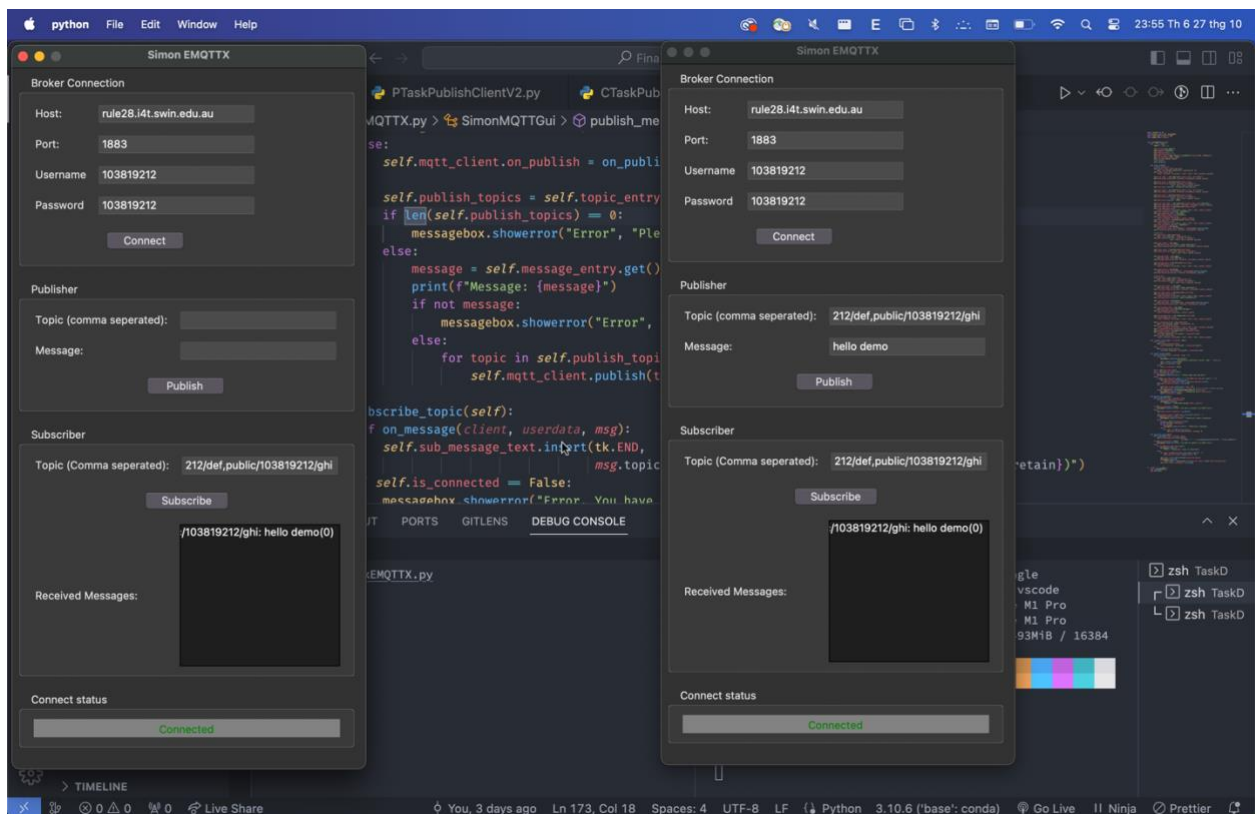 python File Edit Window Help
E 23:55 Th 6 27 thg 10
Simon EMQTTX
Broker Connection
Host: rule28.i4t.swin.edu.au
Port: 1883
Username 103819212
Password 103819212
Connect
Publisher
Topic (comma seperated):
Message:
Publish
Subscriber
Topic (Comma seperated): 212/def,public/103819212/ghi
Subscribe
Received Messages:
/103819212/ghi: hello demo(0)
Connect status
Connected
Fina
PTaskPublishClientV2.py CTaskPub
MQTTX.py > SimonMQTTGui > publish_me
se:
self.mqtt_client.on_publish = on_publi
self.publish_topics = self.topic_entry
if len(self.publish_topics) == 0:
messagebox.showerror("Error", "Ple
else:
message = self.message_entry.get()
print(f"Message: {message}")
if not message:
messagebox.showerror("Error",
else:
for topic in self.publish_topi
self.mqtt_client.publish(t
bscribe_topic(self):
f on_message(client, userdata, msg):
self.sub_message_text.insert(tk.END,
msg.topic
etain})")
self.is_connected == False:
messagebox.showerror("Error, You have
UT PORTS GITLENS DEBUG CONSOLE
kEMQTTX.py
Simon EMQTTX
Broker Connection
Host: rule28.i4t.swin.edu.au
Port: 1883
Username 103819212
Password 103819212
Connect
Publisher
Topic (comma seperated): 212/def,public/103819212/ghi
Message: hello demo
Publish
Subscriber
Topic (Comma seperated): 212/def,public/103819212/ghi
Subscribe
Received Messages:
/103819212/ghi: hello demo(0)
Connect status
Connected
gle
vscode
M1 Pro
M1 Pro
93MiB / 16384
zsh TaskD
zsh TaskD
zsh TaskD
> TIMELINE
0 0 0 Live Share You, 3 days ago Ln 173, Col 18 Spaces: 4 UTF-8 LF Python 3.10.6 ('base': conda) Go Live Ninja Prettier